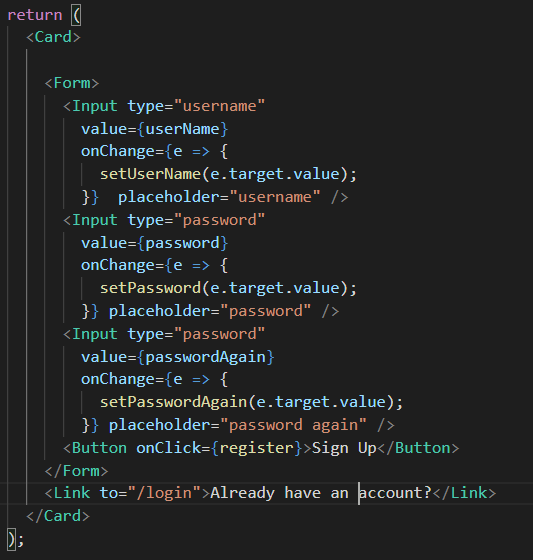 return (
<Card>
<Form>
<Input type="username"
value={userName}
onChange={e => {
setUserName(e.target.value);
}}  placeholder="username" />
<Input type="password"
value={password}
onChange={e => {
setPassword(e.target.value);
}} placeholder="password" />
<Input type="password"
value={passwordAgain}
onChange={e => {
setPasswordAgain(e.target.value);
}} placeholder="password again" />
<Button onClick={register}>Sign Up</Button>
</Form>
<Link to="/login">Already have an account?</Link>
</Card>
);